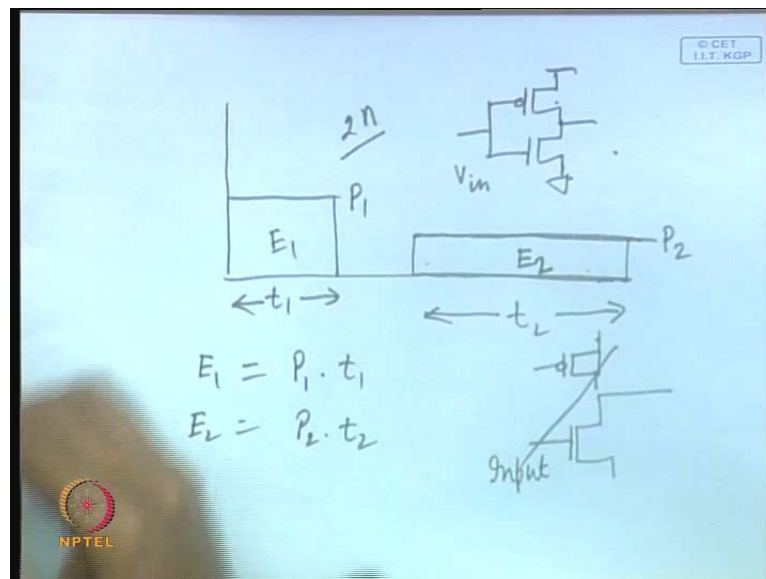 © CET
I.I.T. KGP
2n
P₁
Vin
E₁
P₂
E₂
t₁
t₂
E₁ = P₁ . t₁
E₂ = P₂ . t₂
Input
NPTEL